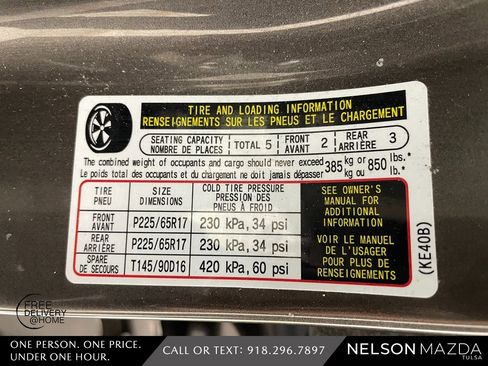 TIRE AND LOADING INFORMATION
RENSEIGNEMENTS SUR LES PNEUS ET LE CHARGEMENT
SEATING CAPACITY
NOMBRE DE PLACES
TOTAL 5
FRONT
AVANT
2
REAR
ARRIÈRE
3
The combined weight of occupants and cargo should never exceed
Le poids total des occupants et du chargement ne doit jamais dépasser
385 kg or
kg ou
850 lbs.*
lb.*
TIRE
PNEU
SIZE
DIMENSIONS
COLD TIRE PRESSURE
PRESSION DES
PNEUS À FROID
FRONT
AVANT
P225/65R17
230 kPa, 34 psi
REAR
ARRIÈRE
P225/65R17
230 kPa, 34 psi
SPARE
DE SECOURS
T145/90D16
420 kPa, 60 psi
SEE OWNER'S
MANUAL FOR
ADDITIONAL
INFORMATION
VOIR LE MANUEL
DE L'USAGER
POUR PLUS DE
RENSEIGNEMENTS
(KE40B)
FREE
DELIVERY
@HOME
ONE PERSON. ONE PRICE.
UNDER ONE HOUR.
CALL OR TEXT: 918.296.7897
NELSON MAZDA
TULSA